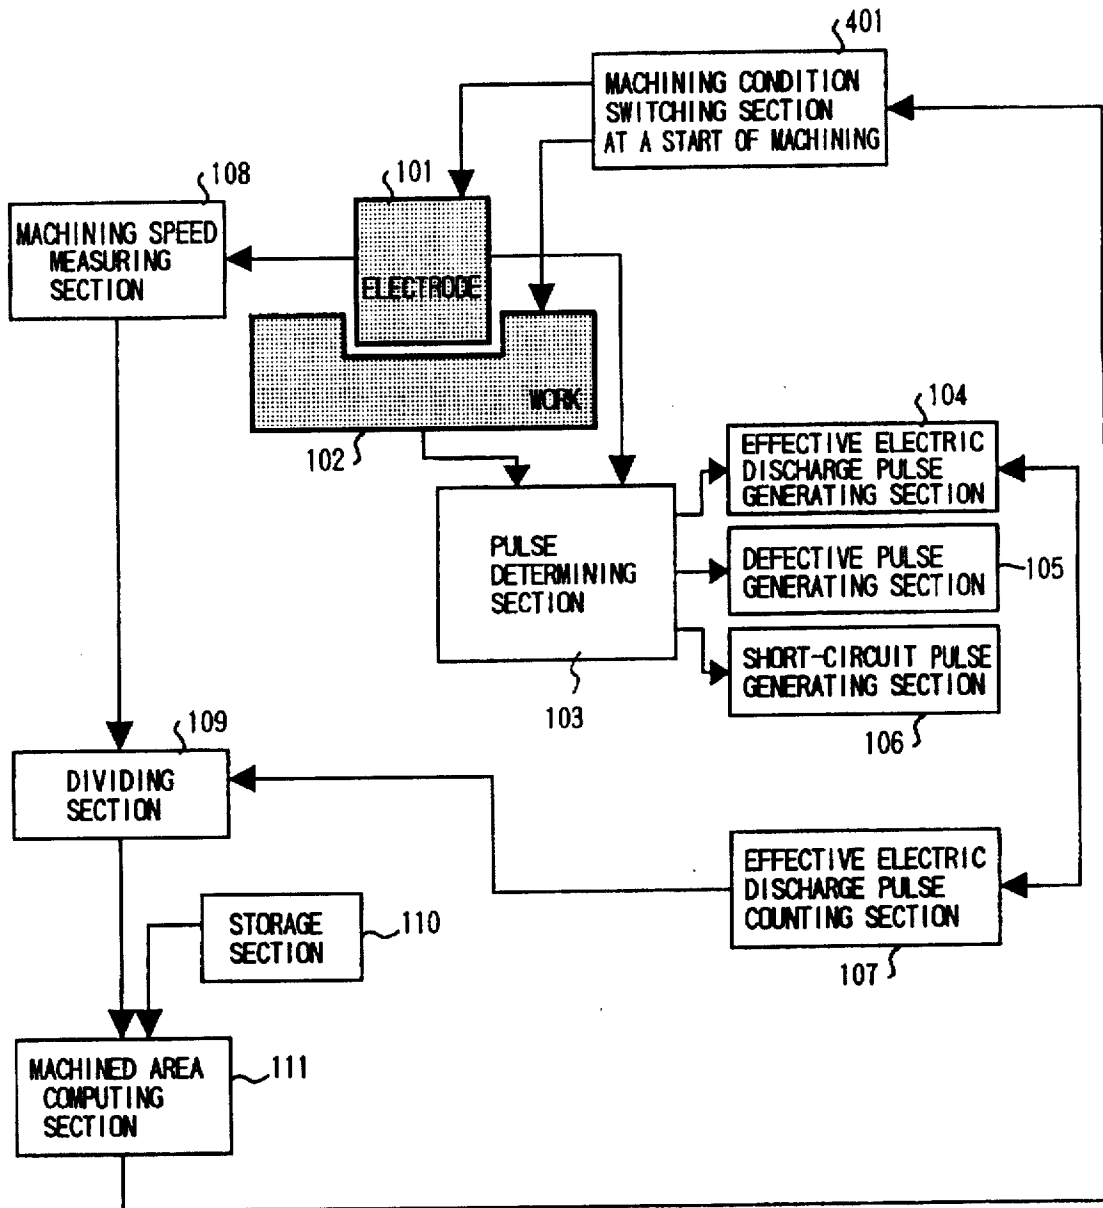 401
MACHINING CONDITION
SWITCHING SECTION
AT A START OF MACHINING
108
MACHINING SPEED
MEASURING
SECTION
101
ELECTRODE
WORK
102
104
EFFECTIVE ELECTRIC
DISCHARGE PULSE
GENERATING SECTION
PULSE
DETERMINING
SECTION
103
DEFECTIVE PULSE
GENERATING SECTION
105
SHORT-CIRCUIT PULSE
GENERATING SECTION
106
109
DIVIDING
SECTION
EFFECTIVE ELECTRIC
DISCHARGE PULSE
COUNTING SECTION
107
STORAGE
SECTION
110
MACHINED AREA
COMPUTING
SECTION
111